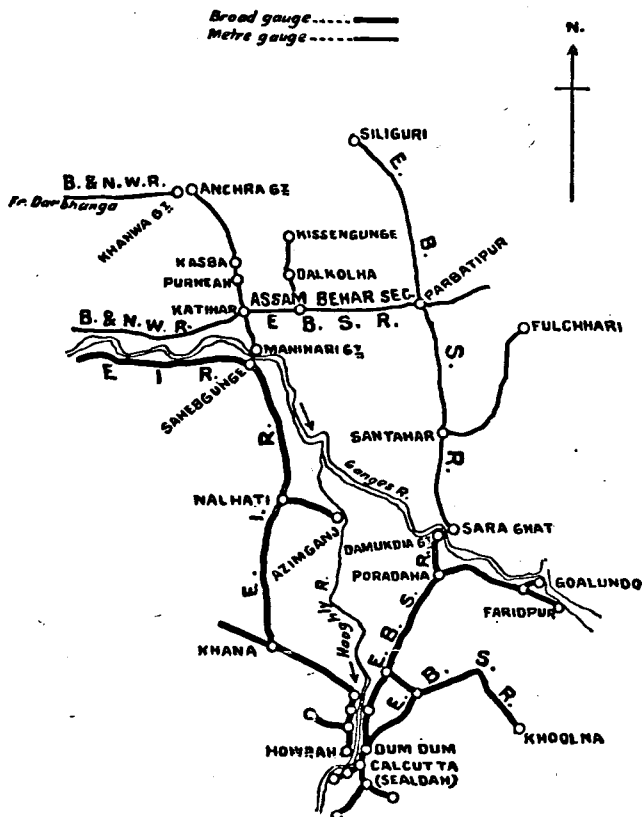 Broad gauge
Metre gauge
N.
SILIGURI
E. B. S. R.
B. & N. W. R.
ANCHRA GT
Fr. Darbhanga
KHANWA GT
KISSENGUNGE
KASBA
DALKOLHA
PURNEAH
PARBATIPUR
ASSAM BEHAR SEC.
KATIHAR
E B. S. R.
B. & N. W. R.
FULCHHARI
MANIHARI GT
E. I. R.
SAHEBGUNGE
SANTAHAR
Ganges R.
E. I. R.
NALHATI
AZIMGANJ
SARA GHAT
DAMUKDIA GT
PORADAHA
GOALUNDO
FARIDPUR
Hooghly R.
E. B. S. R.
KHANA
E. B. S. R.
KHOOLNA
HOWRAH
DUM DUM
CALCUTTA
(SEALDAH)